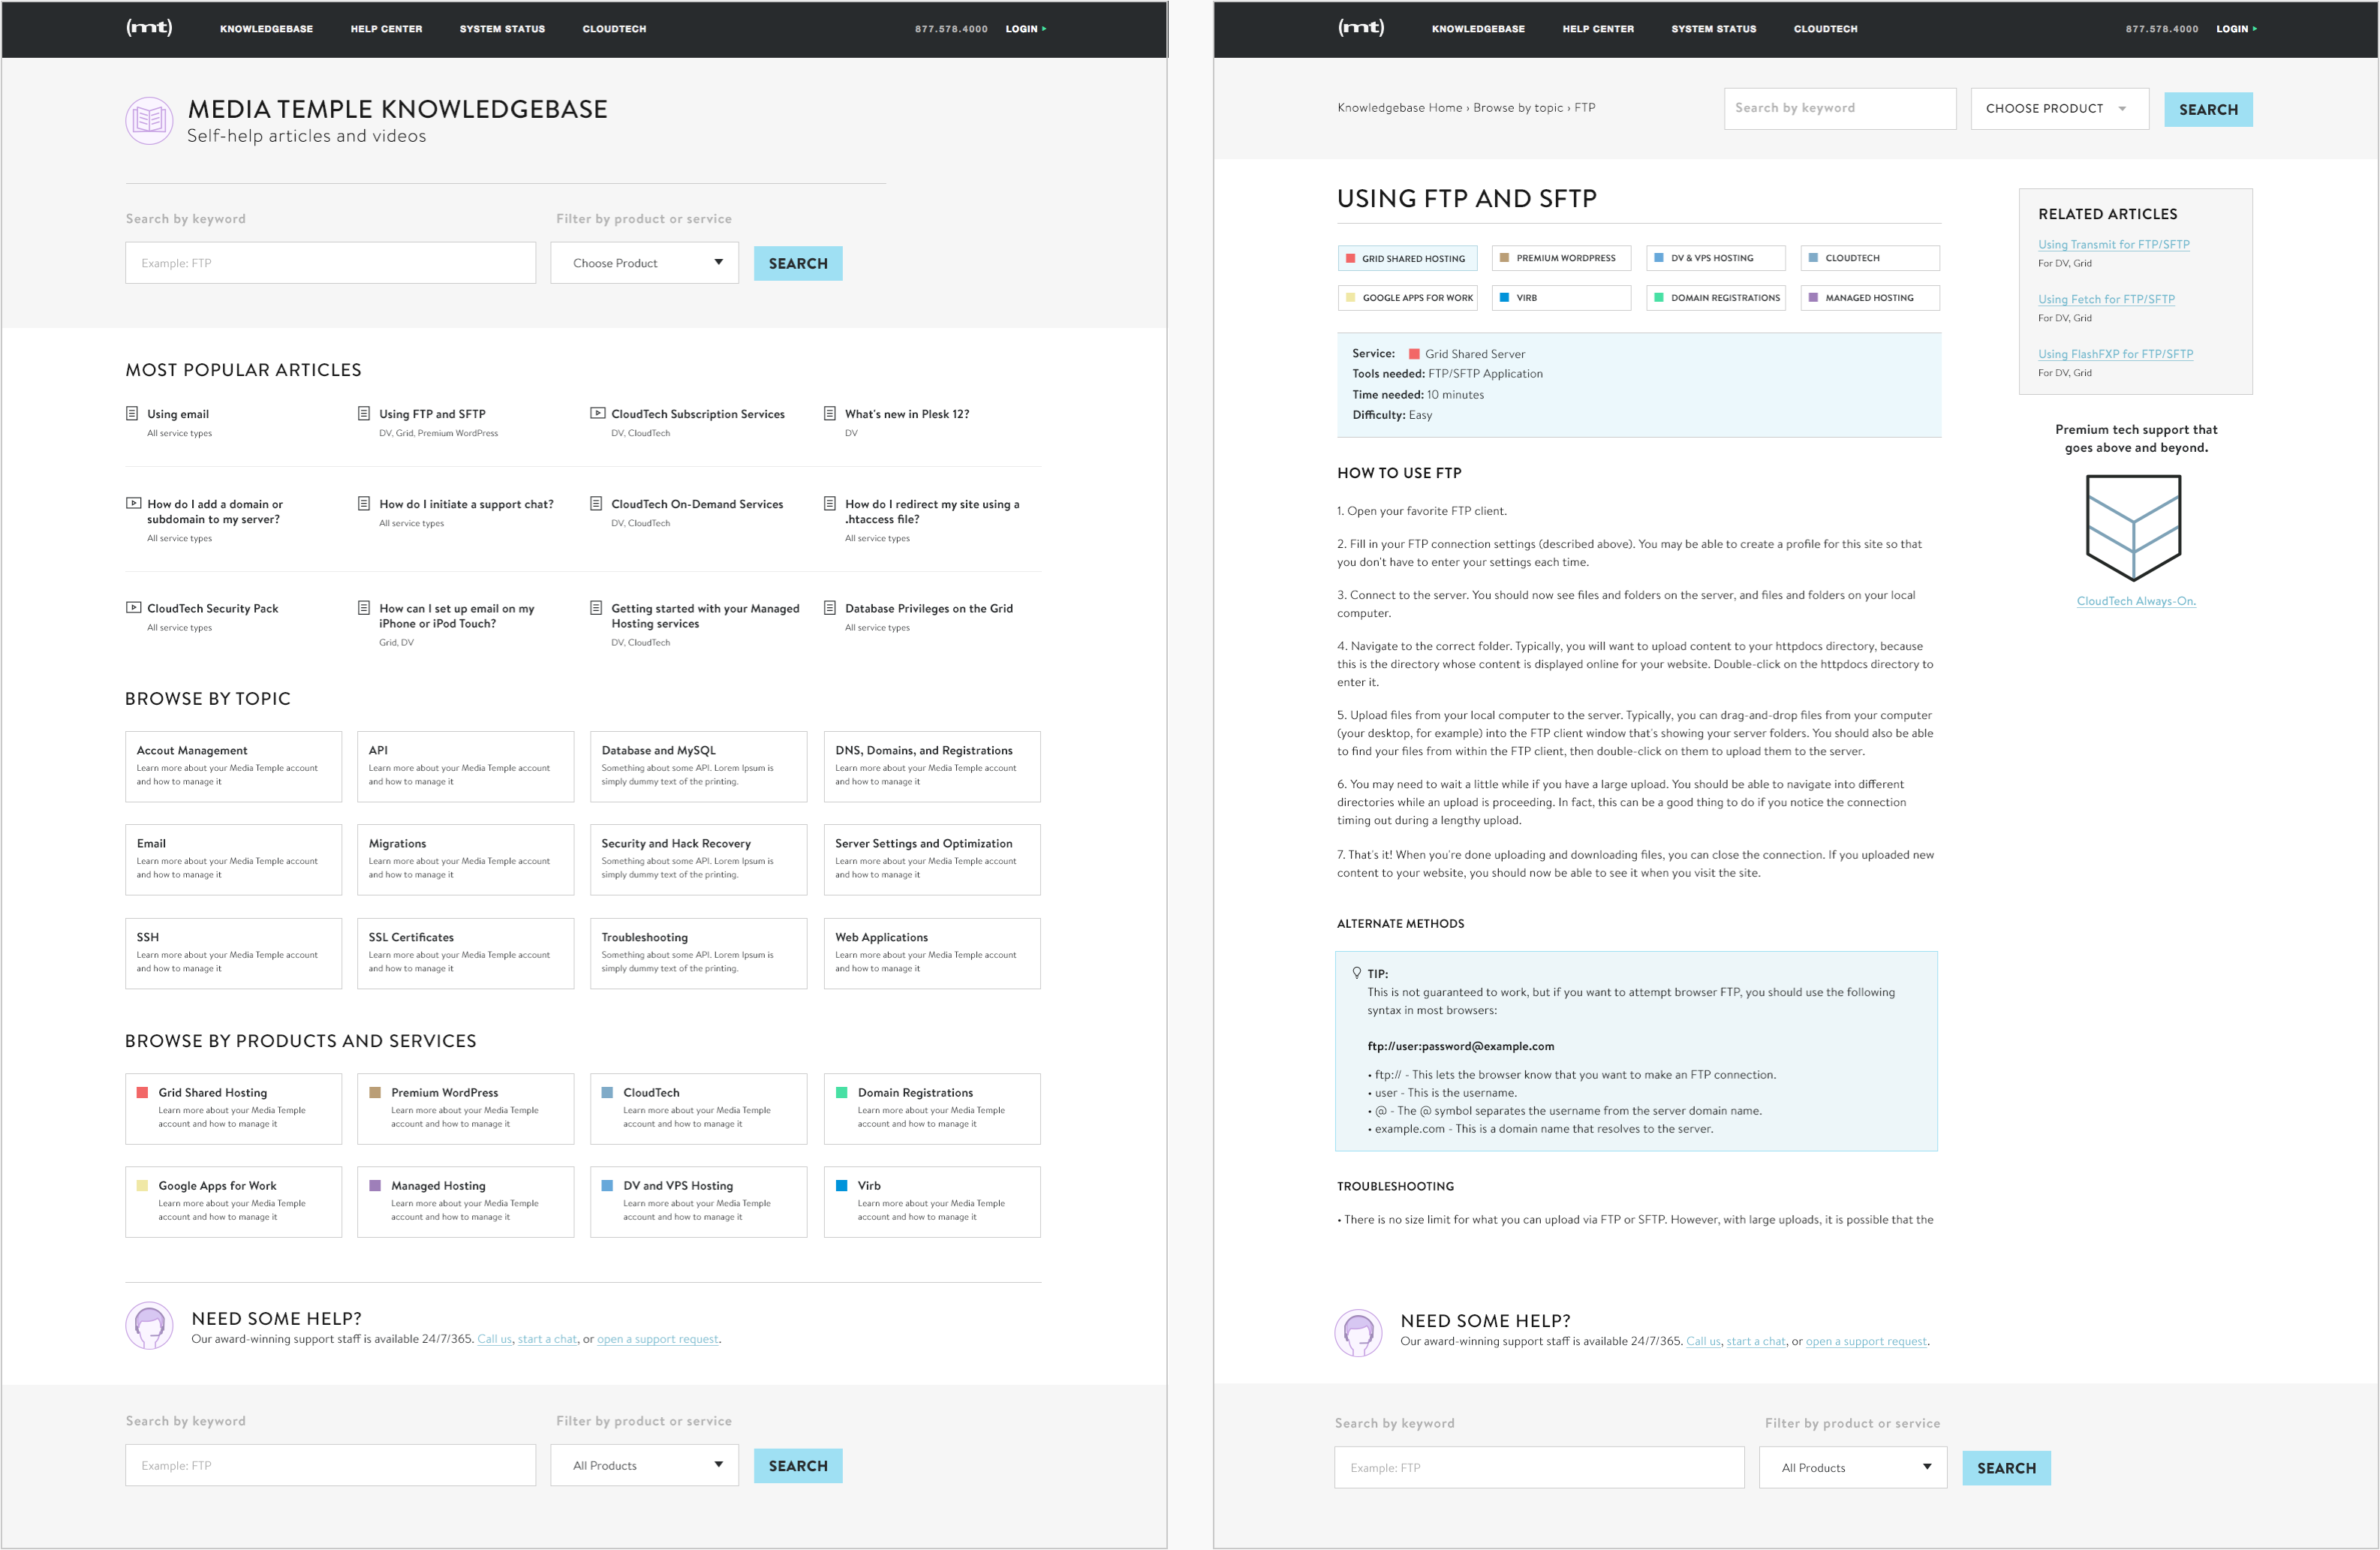 (mt) KNOWLEDGEBASE HELP CENTER SYSTEM STATUS CLOUDTECH 877.578.4000 LOGIN
MEDIA TEMPLE KNOWLEDGEBASE
Self-help articles and videos
Search by keyword Filter by product or service
Example: FTP Choose Product SEARCH
MOST POPULAR ARTICLES
Using email
All service types
Using FTP and SFTP
DV, Grid, Premium WordPress
CloudTech Subscription Services
DV, CloudTech
What's new in Plesk 12?
DV
How do I add a domain or
subdomain to my server?
All service types
How do I initiate a support chat?
All service types
CloudTech On-Demand Services
DV, CloudTech
How do I redirect my site using a
.htaccess file?
All service types
CloudTech Security Pack
All service types
How can I set up email on my
iPhone or iPod Touch?
Grid, DV
Getting started with your Managed
Hosting services
DV, CloudTech
Database Privileges on the Grid
All service types
BROWSE BY TOPIC
Accout Management
Learn more about your Media Temple account
and how to manage it
API
Learn more about your Media Temple account
and how to manage it
Database and MySQL
Something about some API. Lorem Ipsum is
simply dummy text of the printing.
DNS, Domains, and Registrations
Learn more about your Media Temple account
and how to manage it
Email
Learn more about your Media Temple account
and how to manage it
Migrations
Learn more about your Media Temple account
and how to manage it
Security and Hack Recovery
Something about some API. Lorem Ipsum is
simply dummy text of the printing.
Server Settings and Optimization
Learn more about your Media Temple account
and how to manage it
SSH
Learn more about your Media Temple account
and how to manage it
SSL Certificates
Learn more about your Media Temple account
and how to manage it
Troubleshooting
Something about some API. Lorem Ipsum is
simply dummy text of the printing.
Web Applications
Learn more about your Media Temple account
and how to manage it
BROWSE BY PRODUCTS AND SERVICES
Grid Shared Hosting
Learn more about your Media Temple
account and how to manage it
Premium WordPress
Learn more about your Media Temple
account and how to manage it
CloudTech
Learn more about your Media Temple
account and how to manage it
Domain Registrations
Learn more about your Media Temple
account and how to manage it
Google Apps for Work
Learn more about your Media Temple
account and how to manage it
Managed Hosting
Learn more about your Media Temple
account and how to manage it
DV and VPS Hosting
Learn more about your Media Temple
account and how to manage it
Virb
Learn more about your Media Temple
account and how to manage it
NEED SOME HELP?
Our award-winning support staff is available 24/7/365. Call us, start a chat, or open a support request.
Search by keyword Filter by product or service
Example: FTP All Products SEARCH
(mt) KNOWLEDGEBASE HELP CENTER SYSTEM STATUS CLOUDTECH 877.578.4000 LOGIN
Knowledgebase Home › Browse by topic › FTP Search by keyword CHOOSE PRODUCT SEARCH
USING FTP AND SFTP
GRID SHARED HOSTING PREMIUM WORDPRESS DV & VPS HOSTING CLOUDTECH
GOOGLE APPS FOR WORK VIRB DOMAIN REGISTRATIONS MANAGED HOSTING
Service: Grid Shared Server
Tools needed: FTP/SFTP Application
Time needed: 10 minutes
Difficulty: Easy
HOW TO USE FTP
1. Open your favorite FTP client.
2. Fill in your FTP connection settings (described above). You may be able to create a profile for this site so that
you don't have to enter your settings each time.
3. Connect to the server. You should now see files and folders on the server, and files and folders on your local
computer.
4. Navigate to the correct folder. Typically, you will want to upload content to your httpdocs directory, because
this is the directory whose content is displayed online for your website. Double-click on the httpdocs directory to
enter it.
5. Upload files from your local computer to the server. Typically, you can drag-and-drop files from your computer
(your desktop, for example) into the FTP client window that's showing your server folders. You should also be able
to find your files from within the FTP client, then double-click on them to upload them to the server.
6. You may need to wait a little while if you have a large upload. You should be able to navigate into different
directories while an upload is proceeding. In fact, this can be a good thing to do if you notice the connection
timing out during a lengthy upload.
7. That's it! When you're done uploading and downloading files, you can close the connection. If you uploaded new
content to your website, you should now be able to see it when you visit the site.
ALTERNATE METHODS
TIP:
This is not guaranteed to work, but if you want to attempt browser FTP, you should use the following
syntax in most browsers:
ftp://user:password@example.com
• ftp:// - This lets the browser know that you want to make an FTP connection.
• user - This is the username.
• @ - The @ symbol separates the username from the server domain name.
• example.com - This is a domain name that resolves to the server.
TROUBLESHOOTING
• There is no size limit for what you can upload via FTP or SFTP. However, with large uploads, it is possible that the
RELATED ARTICLES
Using Transmit for FTP/SFTP
For DV, Grid
Using Fetch for FTP/SFTP
For DV, Grid
Using FlashFXP for FTP/SFTP
For DV, Grid
Premium tech support that
goes above and beyond.
CloudTech Always-On.
NEED SOME HELP?
Our award-winning support staff is available 24/7/365. Call us, start a chat, or open a support request.
Search by keyword Filter by product or service
Example: FTP All Products SEARCH